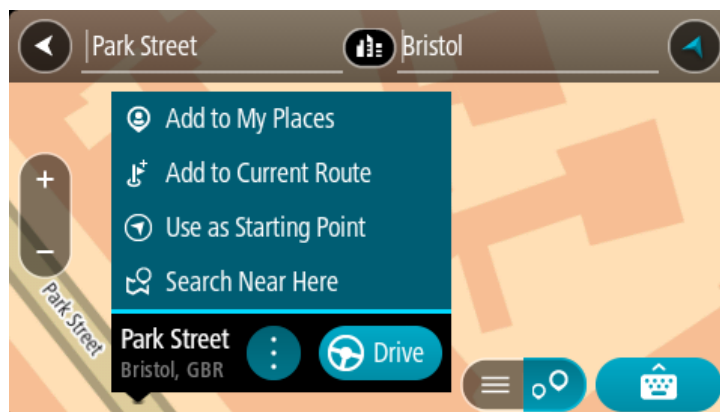 Park Street Bristol
Add to My Places
Add to Current Route
Use as Starting Point
Search Near Here
+
−
Park Street
Park Street
Bristol, GBR
Drive